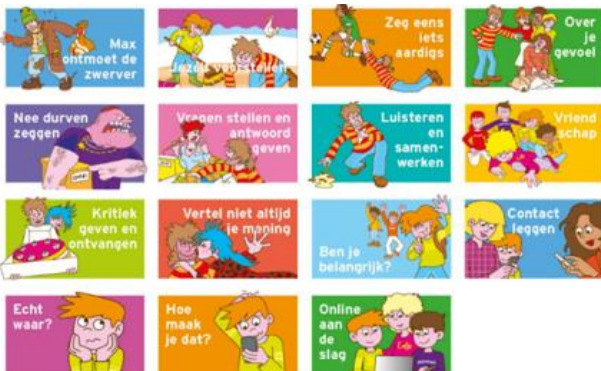 Max
ontmoet de
zwerver
Jezelf voorstellen
Zeg eens
iets
aardigs
Over
je
gevoel
Nee durven
zeggen
Vragen stellen en
antwoord
geven
Luisteren
en
samen-
werken
Vriend
schap
Kritiek
geven en
ontvangen
Vertel niet altijd
je mening
Ben je
belangrijk?
Contact
leggen
Echt
waar?
Hoe
maak
je dat?
Online
aan
de
slag